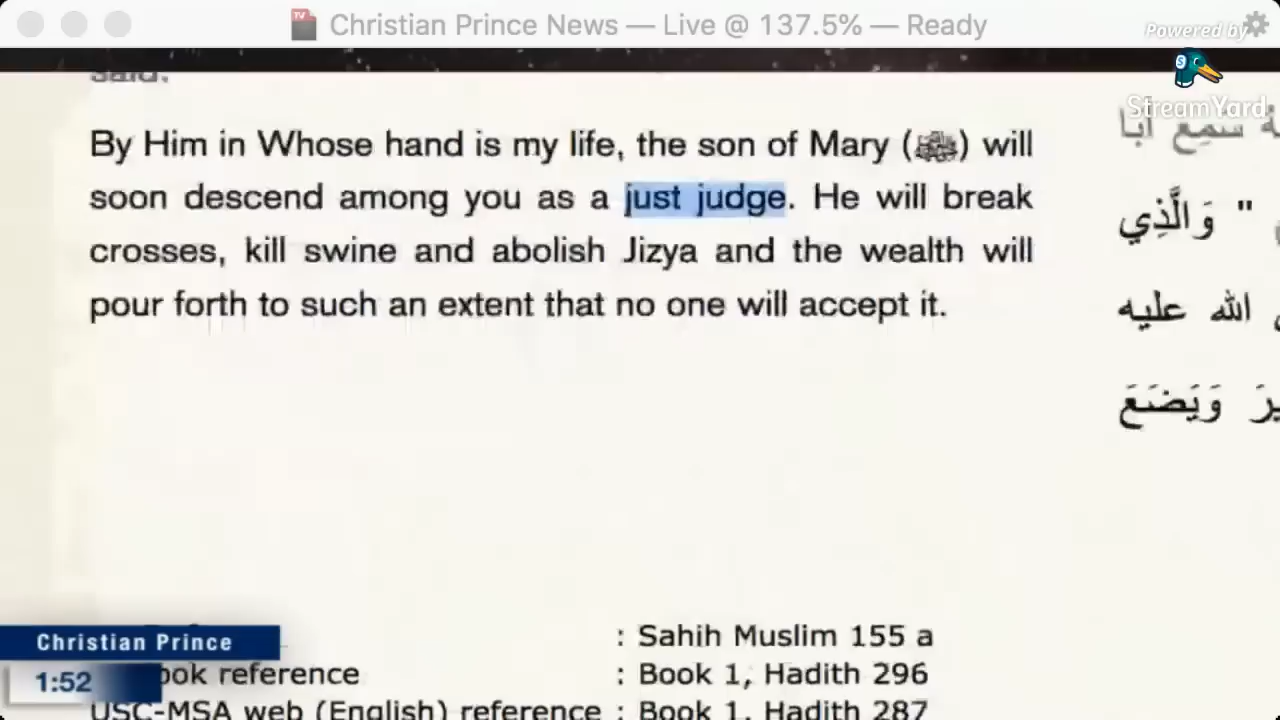 Christian Prince News — Live @ 137.5% — Ready
Powered by
StreamYard
said:
By Him in Whose hand is my life, the son of Mary (ﷺ) will
soon descend among you as a just judge. He will break
crosses, kill swine and abolish Jizya and the wealth will
pour forth to such an extent that no one will accept it.
سَمِعَ أَبَا
" وَالَّذِي
الله عليه
وَيَضَعَ
: Sahih Muslim 155 a
ook reference : Book 1, Hadith 296
USC-MSA web (English) reference : Book 1, Hadith 287
Christian Prince
1:52